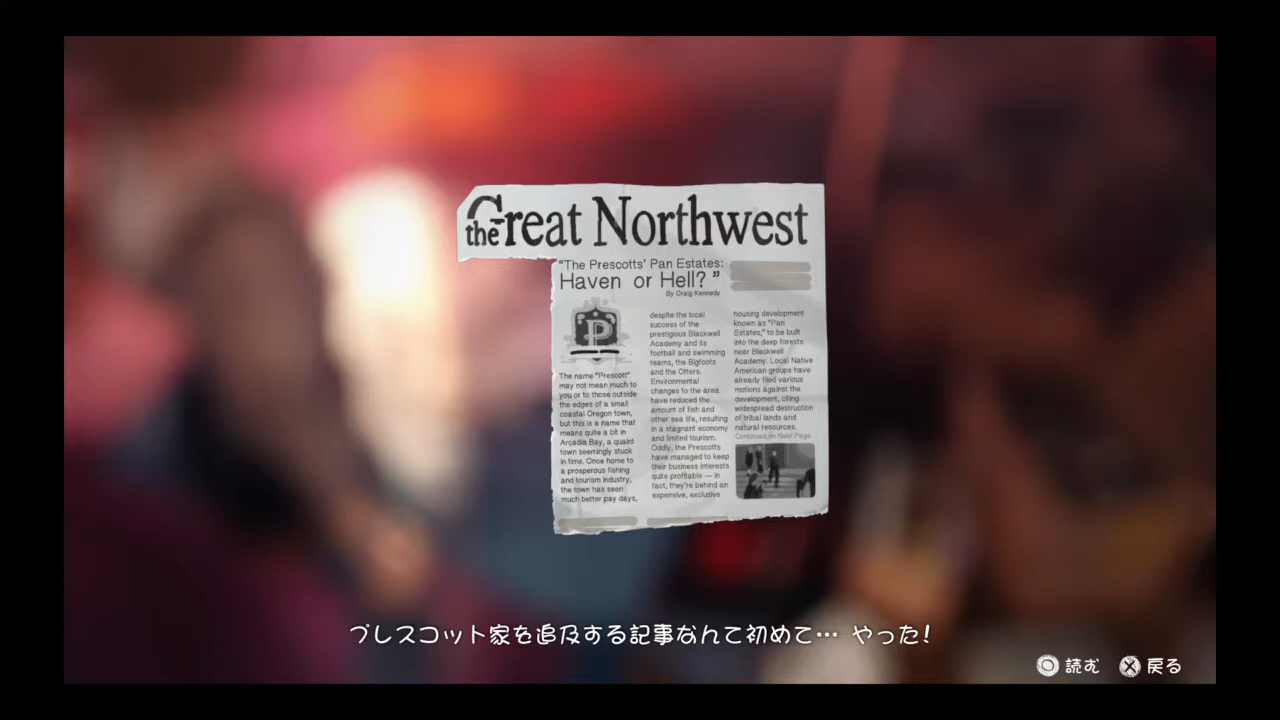 the Great Northwest
“The Prescotts’ Pan Estates:
Haven or Hell? ”
By Craig Kennedy
P
The name “Prescott”
may not mean much to
you or to those outside
the edges of a small
coastal Oregon town,
but this is a name that
means quite a bit in
Arcadia Bay, a quaint
town seemingly stuck
in time. Once home to
a prosperous fishing
and tourism industry,
the town has seen
much better pay days,
despite the local
success of the
prestigious Blackwell
Academy and its
football and swimming
teams, the Bigfoots
and the Otters.
Environmental
changes to the area
have reduced the
amount of fish and
other sea life, resulting
in a stagnant economy
and limited tourism.
Oddly, the Prescotts
have managed to keep
their business interests
quite profitable — in
fact, they're behind an
expensive, exclusive
housing development
known as “Pan
Estates,” to be built
into the deep forests
near Blackwell
Academy. Local Native
American groups have
already filed various
motions against the
development, citing
widespread destruction
of tribal lands and
natural resources.
Continued on Next Page
プレスコット家を追及する記事なんて初めて… やった!
読む 戻る